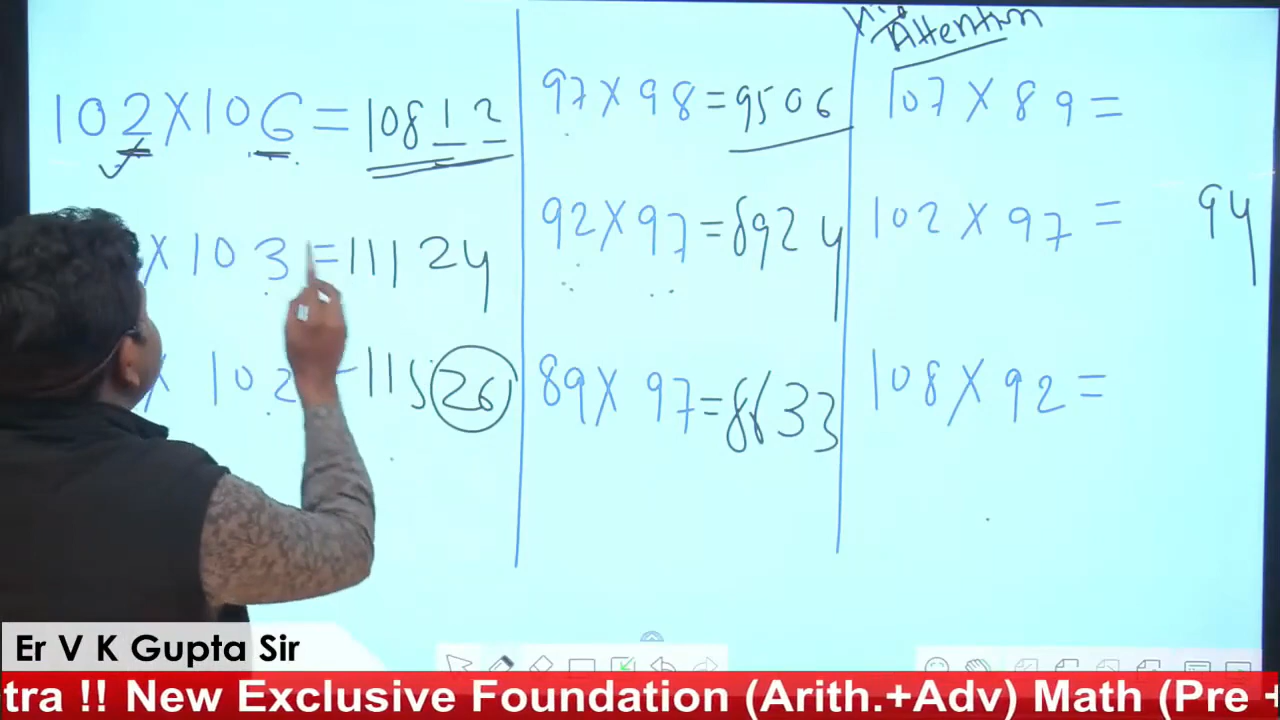 102 X 106 = 10812
X 103 = 11124
X 102 = 11526
97 X 98 = 9506
92 X 97 = 8924
89 X 97 = 8633
Attention
107 X 89 =
102 X 97 =
94
108 X 92 =
Er V K Gupta Sir
tra !! New Exclusive Foundation (Arith.+Adv) Math (Pre +